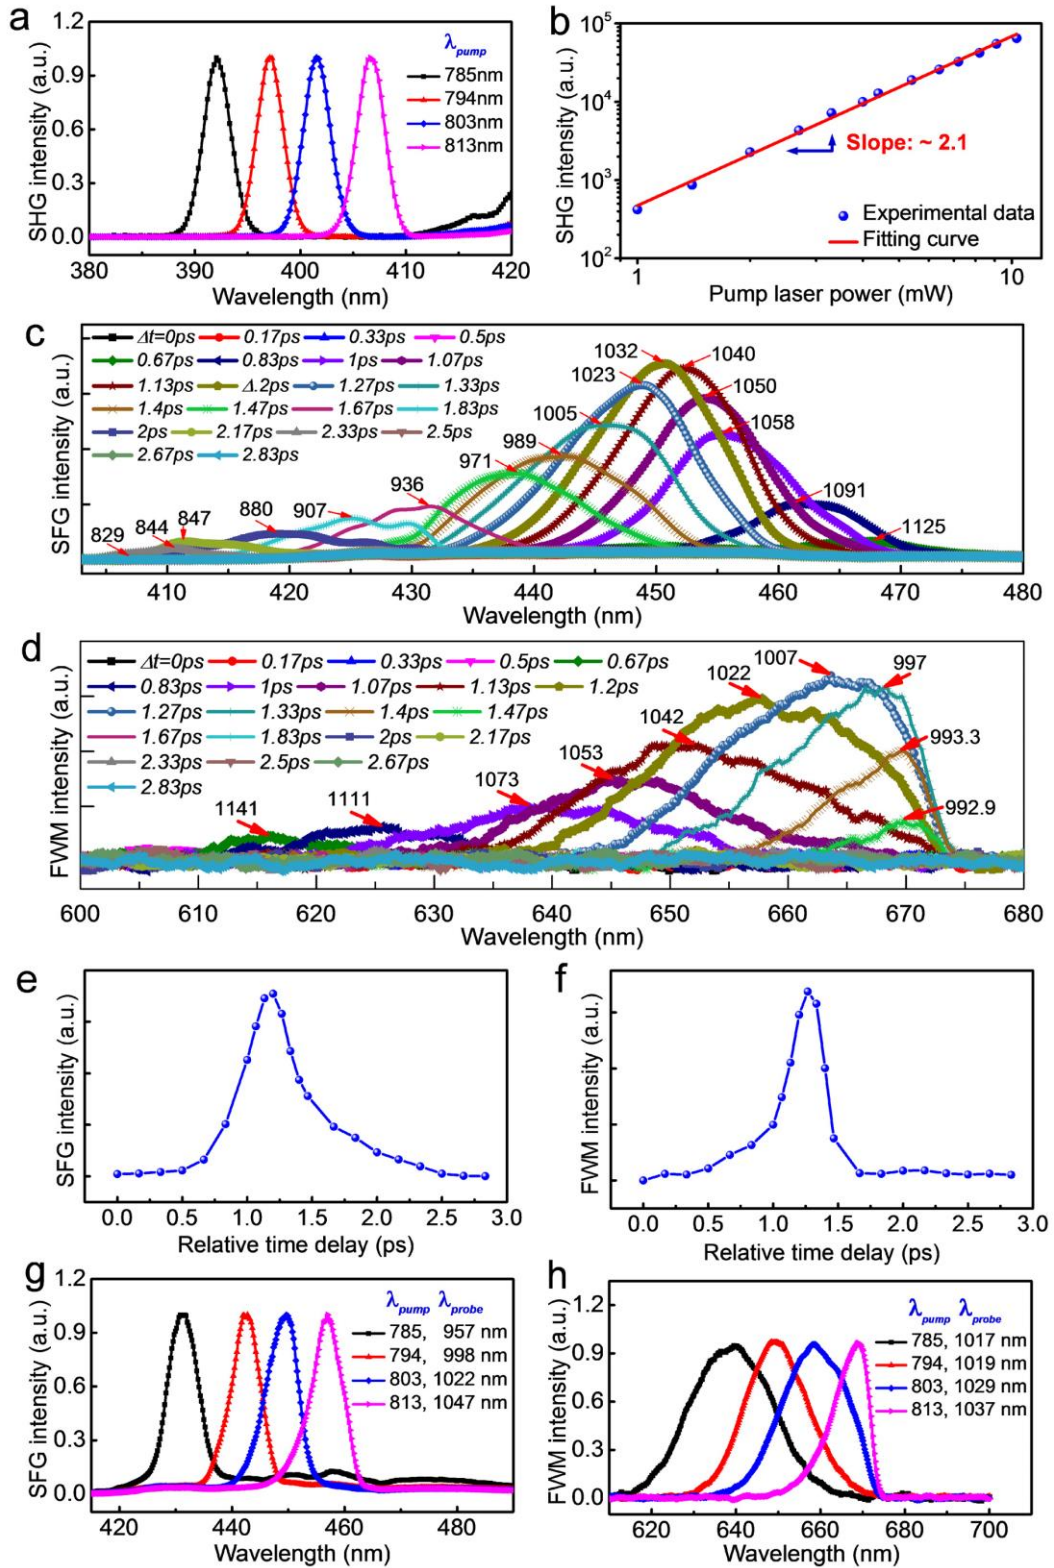 a
SHG intensity (a.u.)
1.2
0.9
0.6
0.3
0.0
380 390 400 410 420
Wavelength (nm)
λpump
785nm
794nm
803nm
813nm
b
SHG intensity (a.u.)
10⁵
10⁴
10³
10²
1 10
Pump laser power (mW)
Slope: ~ 2.1
Experimental data
Fitting curve
c
SFG intensity (a.u.)
Δt=0ps 0.17ps 0.33ps 0.5ps
0.67ps 0.83ps 1ps 1.07ps
1.13ps Δ.2ps 1.27ps 1.33ps
1.4ps 1.47ps 1.67ps 1.83ps
2ps 2.17ps 2.33ps 2.5ps
2.67ps 2.83ps
829 844 847 880 907 936 971 989 1005 1023 1032 1040 1050 1058 1091 1125
410 420 430 440 450 460 470 480
Wavelength (nm)
d
FWM intensity (a.u.)
Δt=0ps 0.17ps 0.33ps 0.5ps 0.67ps
0.83ps 1ps 1.07ps 1.13ps 1.2ps
1.27ps 1.33ps 1.4ps 1.47ps
1.67ps 1.83ps 2ps 2.17ps
2.33ps 2.5ps 2.67ps
2.83ps
1141 1111 1073 1053 1042 1022 1007 997 993.3 992.9
600 610 620 630 640 650 660 670 680
Wavelength (nm)
e
SFG intensity (a.u.)
0.0 0.5 1.0 1.5 2.0 2.5 3.0
Relative time delay (ps)
f
FWM intensity (a.u.)
0.0 0.5 1.0 1.5 2.0 2.5 3.0
Relative time delay (ps)
g
SFG intensity (a.u.)
1.2
0.9
0.6
0.3
0.0
420 440 460 480
Wavelength (nm)
λpump λprobe
785, 957 nm
794, 998 nm
803, 1022 nm
813, 1047 nm
h
FWM intensity (a.u.)
1.2
0.9
0.6
0.3
0.0
620 640 660 680 700
Wavelength (nm)
λpump λprobe
785, 1017 nm
794, 1019 nm
803, 1029 nm
813, 1037 nm